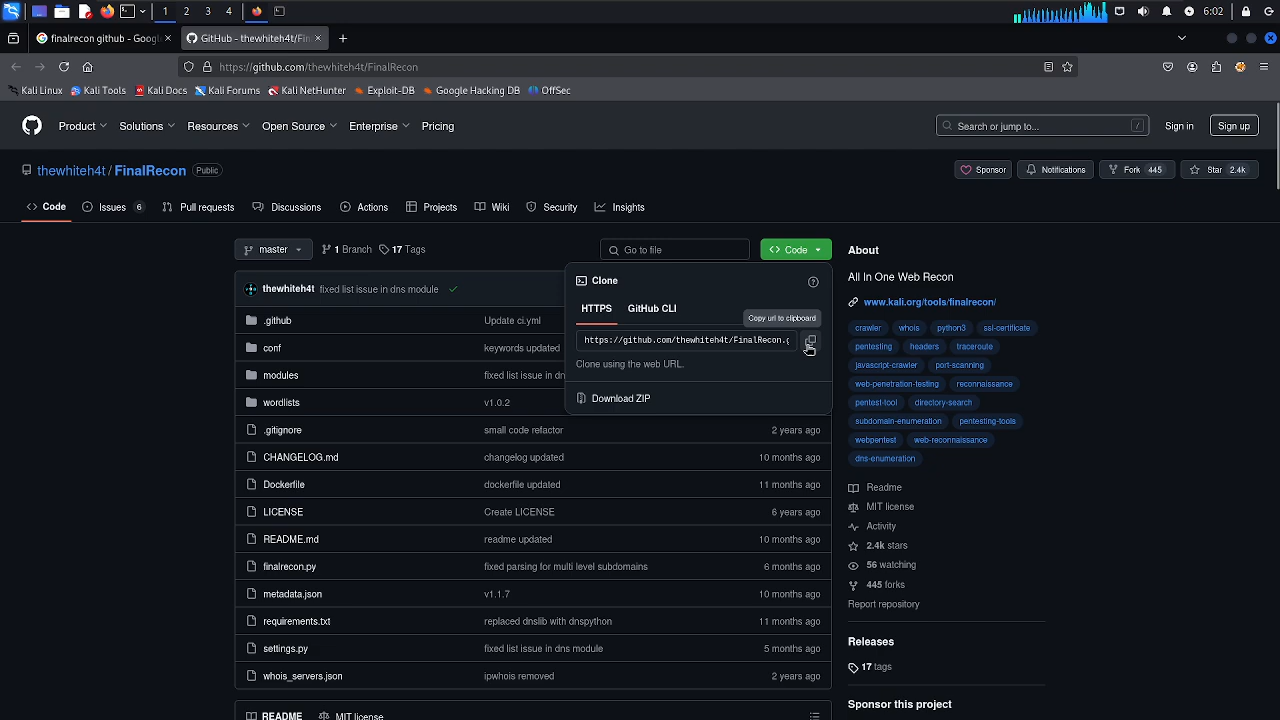 1 2 3 4 6:02
finalrecon github - Goog GitHub - thewhiteh4t/Fin
https://github.com/thewhiteh4t/FinalRecon
Kali Linux Kali Tools Kali Docs Kali Forums Kali NetHunter Exploit-DB Google Hacking DB OffSec
Product Solutions Resources Open Source Enterprise Pricing Search or jump to... / Sign in Sign up
thewhiteh4t / FinalRecon Public Sponsor Notifications Fork 445 Star 2.4k
Code Issues 6 Pull requests Discussions Actions Projects Wiki Security Insights
master 1 Branch 17 Tags Go to file Code
About
All In One Web Recon
www.kali.org/tools/finalrecon/
crawler whois python3 ssl-certificate
pentesting headers traceroute
javascript-crawler port-scanning
web-penetration-testing reconnaissance
pentest-tool directory-search
subdomain-enumeration pentesting-tools
webpentest web-reconnaissance
dns-enumeration
Readme
MIT license
Activity
2.4k stars
56 watching
445 forks
Report repository
Releases
17 tags
Sponsor this project
Clone
HTTPS GitHub CLI
Copy url to clipboard
https://github.com/thewhiteh4t/FinalRecon.g
Clone using the web URL.
Download ZIP
thewhiteh4t fixed list issue in dns module
.github Update ci.yml
conf keywords updated
modules fixed list issue in dn
wordlists v1.0.2
.gitignore small code refactor 2 years ago
CHANGELOG.md changelog updated 10 months ago
Dockerfile dockerfile updated 11 months ago
LICENSE Create LICENSE 6 years ago
README.md readme updated 10 months ago
finalrecon.py fixed parsing for multi level subdomains 6 months ago
metadata.json v1.1.7 10 months ago
requirements.txt replaced dnslib with dnspython 11 months ago
settings.py fixed list issue in dns module 5 months ago
whois_servers.json ipwhois removed 2 years ago
README MIT license